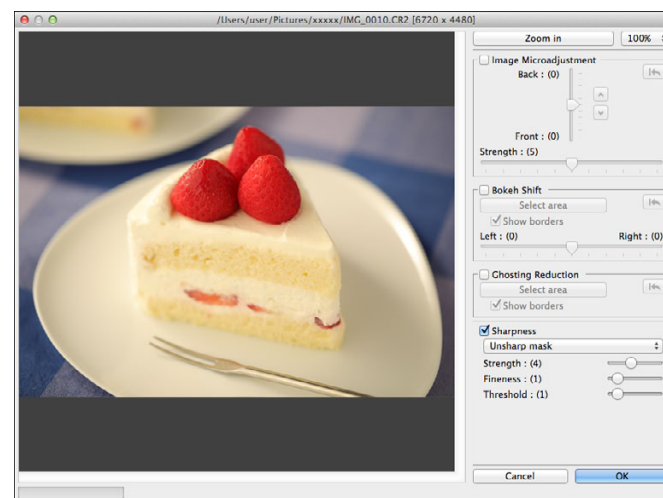 /Users/user/Pictures/xxxxx/IMG_0010.CR2 [6720 x 4480]
Zoom in
100%
Image Microadjustment
Back : (0)
Front : (0)
Strength : (5)
Bokeh Shift
Select area
Show borders
Left : (0) Right : (0)
Ghosting Reduction
Select area
Show borders
Sharpness
Unsharp mask
Strength : (4)
Fineness : (1)
Threshold : (1)
Cancel
OK